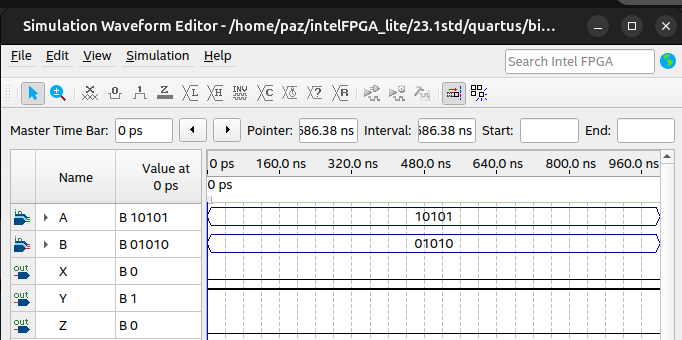 Simulation Waveform Editor - /home/paz/intelFPGA_lite/23.1std/quartus/bi…
File Edit View Simulation Help
Search Intel FPGA
Master Time Bar: 0 ps Pointer: 586.38 ns Interval: 586.38 ns Start: End:
Name Value at 0 ps 0 ps 160.0 ns 320.0 ns 480.0 ns 640.0 ns 800.0 ns 960.0 ns
0 ps
in A B 10101 10101
in B B 01010 01010
out X B 0
out Y B 1
out Z B 0